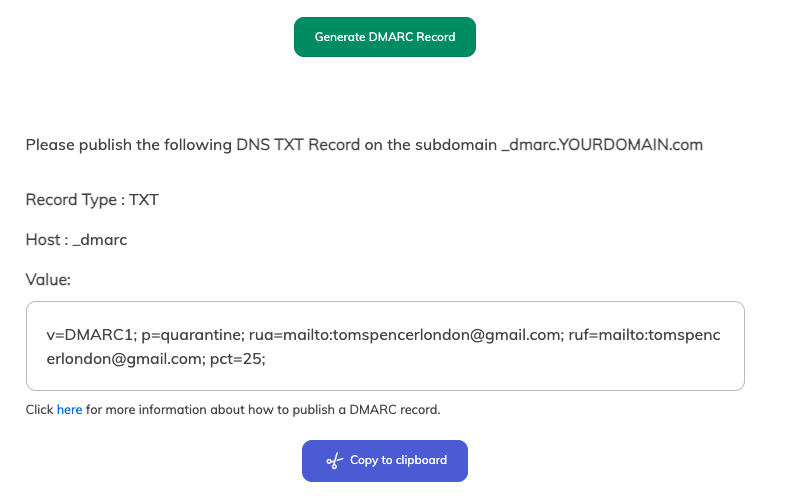 Generate DMARC Record
Please publish the following DNS TXT Record on the subdomain _dmarc.YOURDOMAIN.com
Record Type : TXT
Host : _dmarc
Value:
v=DMARC1; p=quarantine; rua=mailto:tomspencerlondon@gmail.com; ruf=mailto:tomspenc
erlondon@gmail.com; pct=25;
Click here for more information about how to publish a DMARC record.
Copy to clipboard